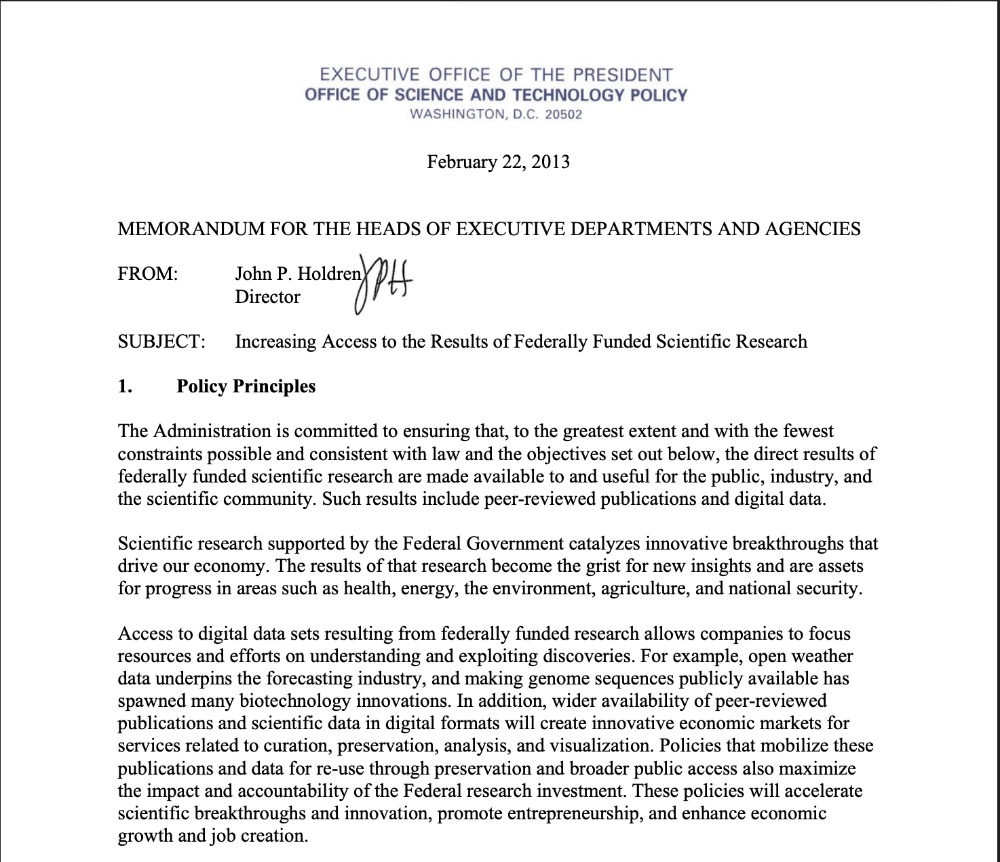 EXECUTIVE OFFICE OF THE PRESIDENT
OFFICE OF SCIENCE AND TECHNOLOGY POLICY
WASHINGTON, D.C. 20502
February 22, 2013
MEMORANDUM FOR THE HEADS OF EXECUTIVE DEPARTMENTS AND AGENCIES
FROM: John P. Holdren JPH
Director
SUBJECT: Increasing Access to the Results of Federally Funded Scientific Research
1. Policy Principles
The Administration is committed to ensuring that, to the greatest extent and with the fewest
constraints possible and consistent with law and the objectives set out below, the direct results of
federally funded scientific research are made available to and useful for the public, industry, and
the scientific community. Such results include peer-reviewed publications and digital data.
Scientific research supported by the Federal Government catalyzes innovative breakthroughs that
drive our economy. The results of that research become the grist for new insights and are assets
for progress in areas such as health, energy, the environment, agriculture, and national security.
Access to digital data sets resulting from federally funded research allows companies to focus
resources and efforts on understanding and exploiting discoveries. For example, open weather
data underpins the forecasting industry, and making genome sequences publicly available has
spawned many biotechnology innovations. In addition, wider availability of peer-reviewed
publications and scientific data in digital formats will create innovative economic markets for
services related to curation, preservation, analysis, and visualization. Policies that mobilize these
publications and data for re-use through preservation and broader public access also maximize
the impact and accountability of the Federal research investment. These policies will accelerate
scientific breakthroughs and innovation, promote entrepreneurship, and enhance economic
growth and job creation.